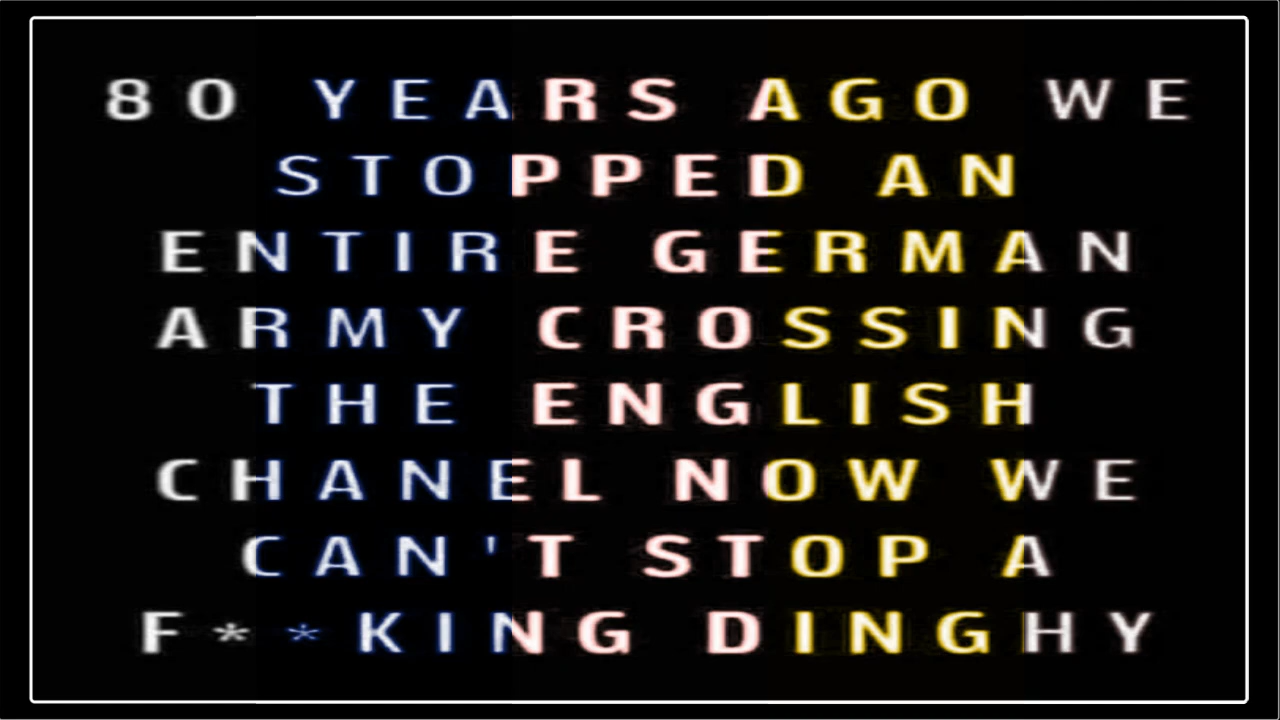 80 YEARS AGO WE
STOPPED AN
ENTIRE GERMAN
ARMY CROSSING
THE ENGLISH
CHANEL NOW WE
CAN'T STOP A
F**KING DINGHY